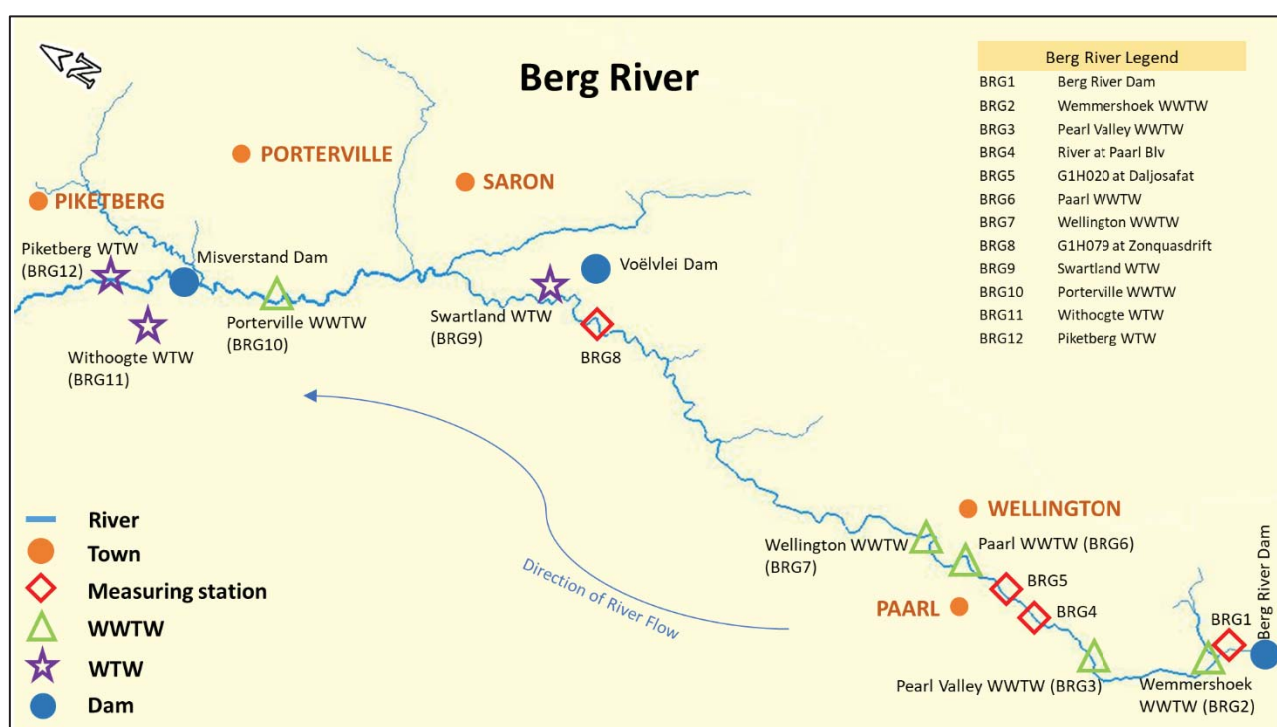 N
Berg River
Berg River Legend
BRG1 Berg River Dam
BRG2 Wemmershoek WWTW
BRG3 Pearl Valley WWTW
BRG4 River at Paarl Blv
BRG5 G1H020 at Daljosafat
BRG6 Paarl WWTW
BRG7 Wellington WWTW
BRG8 G1H079 at Zonquasdrift
BRG9 Swartland WTW
BRG10 Porterville WWTW
BRG11 Withoogte WTW
BRG12 Piketberg WTW
PORTERVILLE
SARON
PIKETBERG
Piketberg WTW
(BRG12)
Misverstand Dam
Voëlvlei Dam
Withoogte WTW
(BRG11)
Porterville WWTW
(BRG10)
Swartland WTW
(BRG9)
BRG8
WELLINGTON
Wellington WWTW
(BRG7)
Paarl WWTW (BRG6)
BRG5
PAARL
BRG4
BRG1
Berg River Dam
Pearl Valley WWTW (BRG3)
Wemmershoek
WWTW (BRG2)
Direction of River Flow
River
Town
Measuring station
WWTW
WTW
Dam